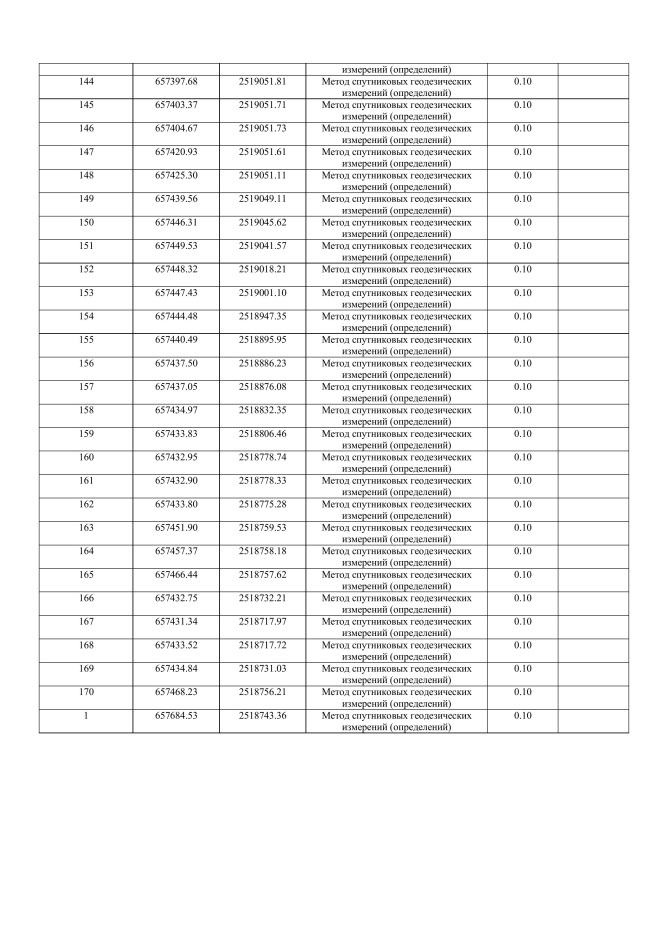 измерений (определений)
144 657397.68 2519051.81 Метод спутниковых геодезических 0.10
измерений (определений)
145 657403.37 2519051.71 Метод спутниковых геодезических 0.10
измерений (определений)
146 657404.67 2519051.73 Метод спутниковых геодезических 0.10
измерений (определений)
147 657420.93 2519051.61 Метод спутниковых геодезических 0.10
измерений (определений)
148 657425.30 2519051.11 Метод спутниковых геодезических 0.10
измерений (определений)
149 657439.56 2519049.11 Метод спутниковых геодезических 0.10
измерений (определений)
150 657446.31 2519045.62 Метод спутниковых геодезических 0.10
измерений (определений)
151 657449.53 2519041.57 Метод спутниковых геодезических 0.10
измерений (определений)
152 657448.32 2519018.21 Метод спутниковых геодезических 0.10
измерений (определений)
153 657447.43 2519001.10 Метод спутниковых геодезических 0.10
измерений (определений)
154 657444.48 2518947.35 Метод спутниковых геодезических 0.10
измерений (определений)
155 657440.49 2518895.95 Метод спутниковых геодезических 0.10
измерений (определений)
156 657437.50 2518886.23 Метод спутниковых геодезических 0.10
измерений (определений)
157 657437.05 2518876.08 Метод спутниковых геодезических 0.10
измерений (определений)
158 657434.97 2518832.35 Метод спутниковых геодезических 0.10
измерений (определений)
159 657433.83 2518806.46 Метод спутниковых геодезических 0.10
измерений (определений)
160 657432.95 2518778.74 Метод спутниковых геодезических 0.10
измерений (определений)
161 657432.90 2518778.33 Метод спутниковых геодезических 0.10
измерений (определений)
162 657433.80 2518775.28 Метод спутниковых геодезических 0.10
измерений (определений)
163 657451.90 2518759.53 Метод спутниковых геодезических 0.10
измерений (определений)
164 657457.37 2518758.18 Метод спутниковых геодезических 0.10
измерений (определений)
165 657466.44 2518757.62 Метод спутниковых геодезических 0.10
измерений (определений)
166 657432.75 2518732.21 Метод спутниковых геодезических 0.10
измерений (определений)
167 657431.34 2518717.97 Метод спутниковых геодезических 0.10
измерений (определений)
168 657433.52 2518717.72 Метод спутниковых геодезических 0.10
измерений (определений)
169 657434.84 2518731.03 Метод спутниковых геодезических 0.10
измерений (определений)
170 657468.23 2518756.21 Метод спутниковых геодезических 0.10
измерений (определений)
1 657684.53 2518743.36 Метод спутниковых геодезических 0.10
измерений (определений)